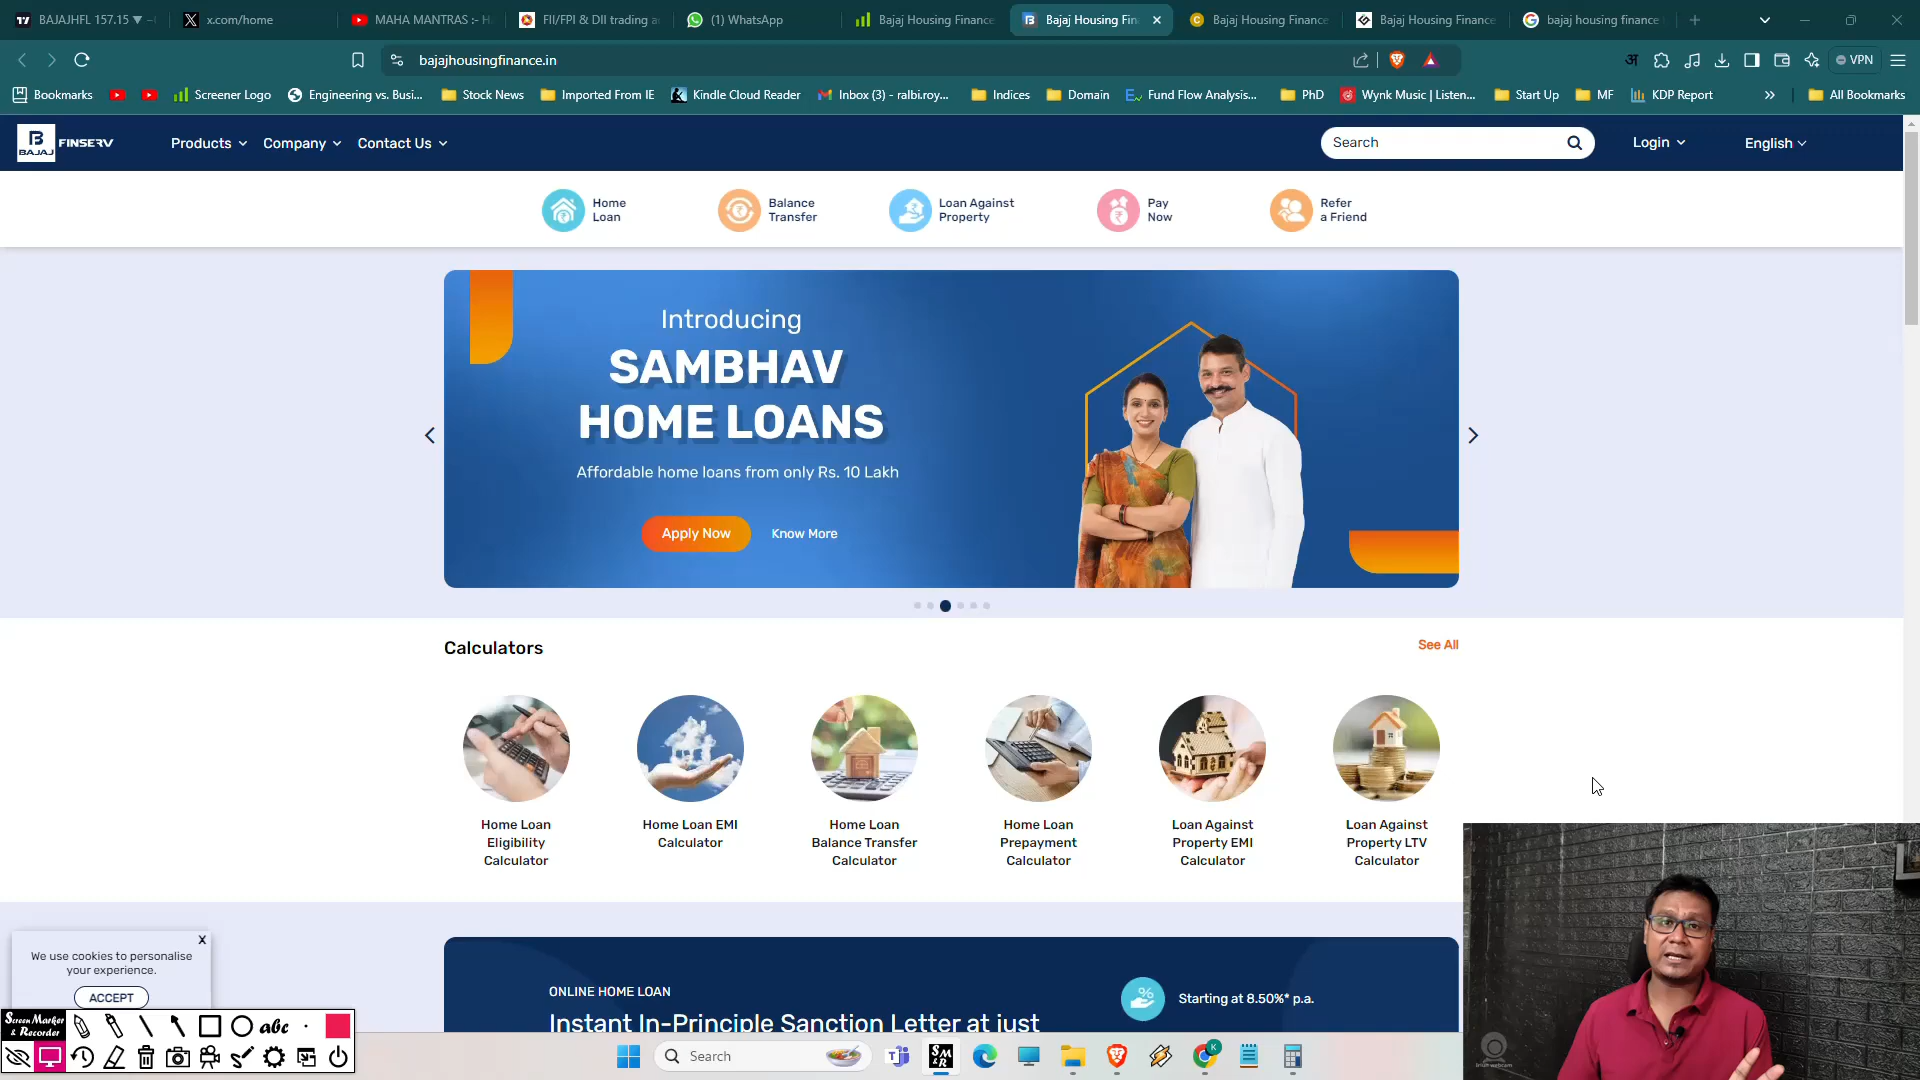 BAJAJHFL 157.15 ▼ −
x.com/home
MAHA MANTRAS :- H
FII/FPI & DII trading a
(1) WhatsApp
Bajaj Housing Finance
Bajaj Housing Fin
Bajaj Housing Finance
Bajaj Housing Finance
bajaj housing finance
bajajhousingfinance.in
अ
VPN
Bookmarks
Screener Logo
Engineering vs. Busi...
Stock News
Imported From IE
Kindle Cloud Reader
Inbox (3) - ralbi.roy...
Indices
Domain
Fund Flow Analysis...
PhD
Wynk Music | Listen...
Start Up
MF
KDP Report
All Bookmarks
B
BAJAJ
FINSERV
Products
Company
Contact Us
Search
Login
English
Home
Loan
Balance
Transfer
Loan Against
Property
Pay
Now
Refer
a Friend
Introducing
SAMBHAV
HOME LOANS
Affordable home loans from only Rs. 10 Lakh
Apply Now
Know More
Calculators
See All
Home Loan
Eligibility
Calculator
Home Loan EMI
Calculator
Home Loan
Balance Transfer
Calculator
Home Loan
Prepayment
Calculator
Loan Against
Property EMI
Calculator
Loan Against
Property LTV
Calculator
We use cookies to personalise
your experience.
X
ACCEPT
ONLINE HOME LOAN
Instant In-Principle Sanction Letter at just
Starting at 8.50%* p.a.
Screen Marker
& Recorder
abc
Search
SM
&R
K